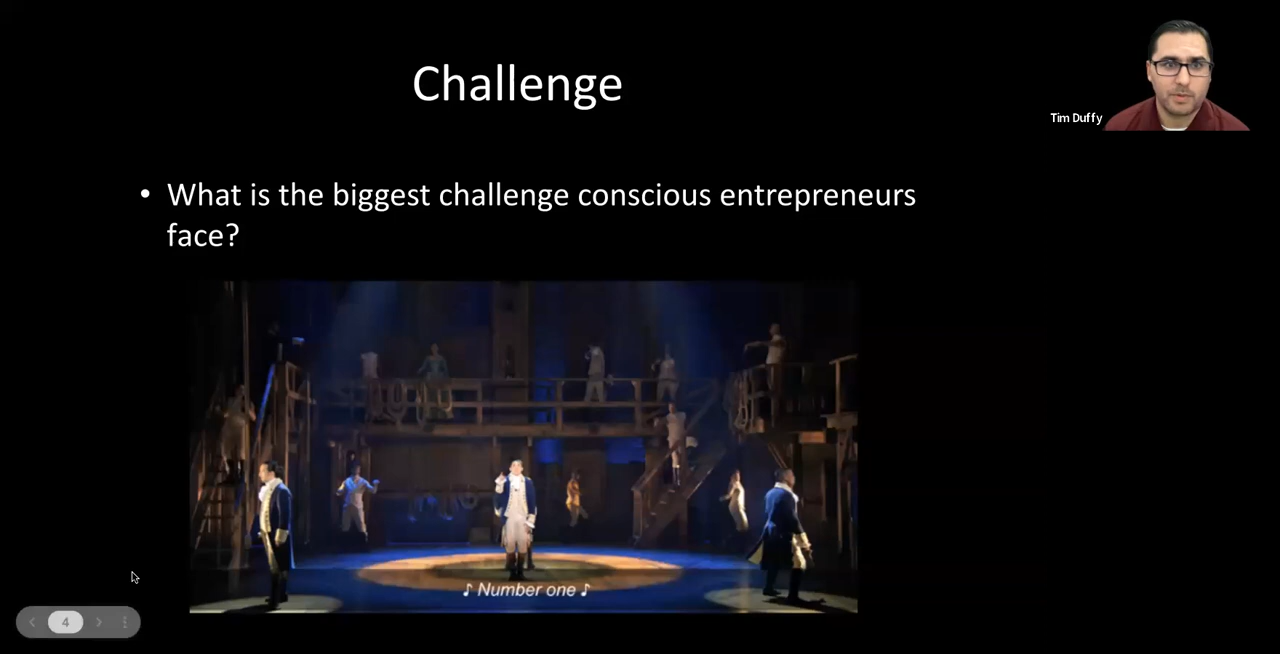 Challenge
Tim Duffy
• What is the biggest challenge conscious entrepreneurs
face?
♪ Number one ♪
4